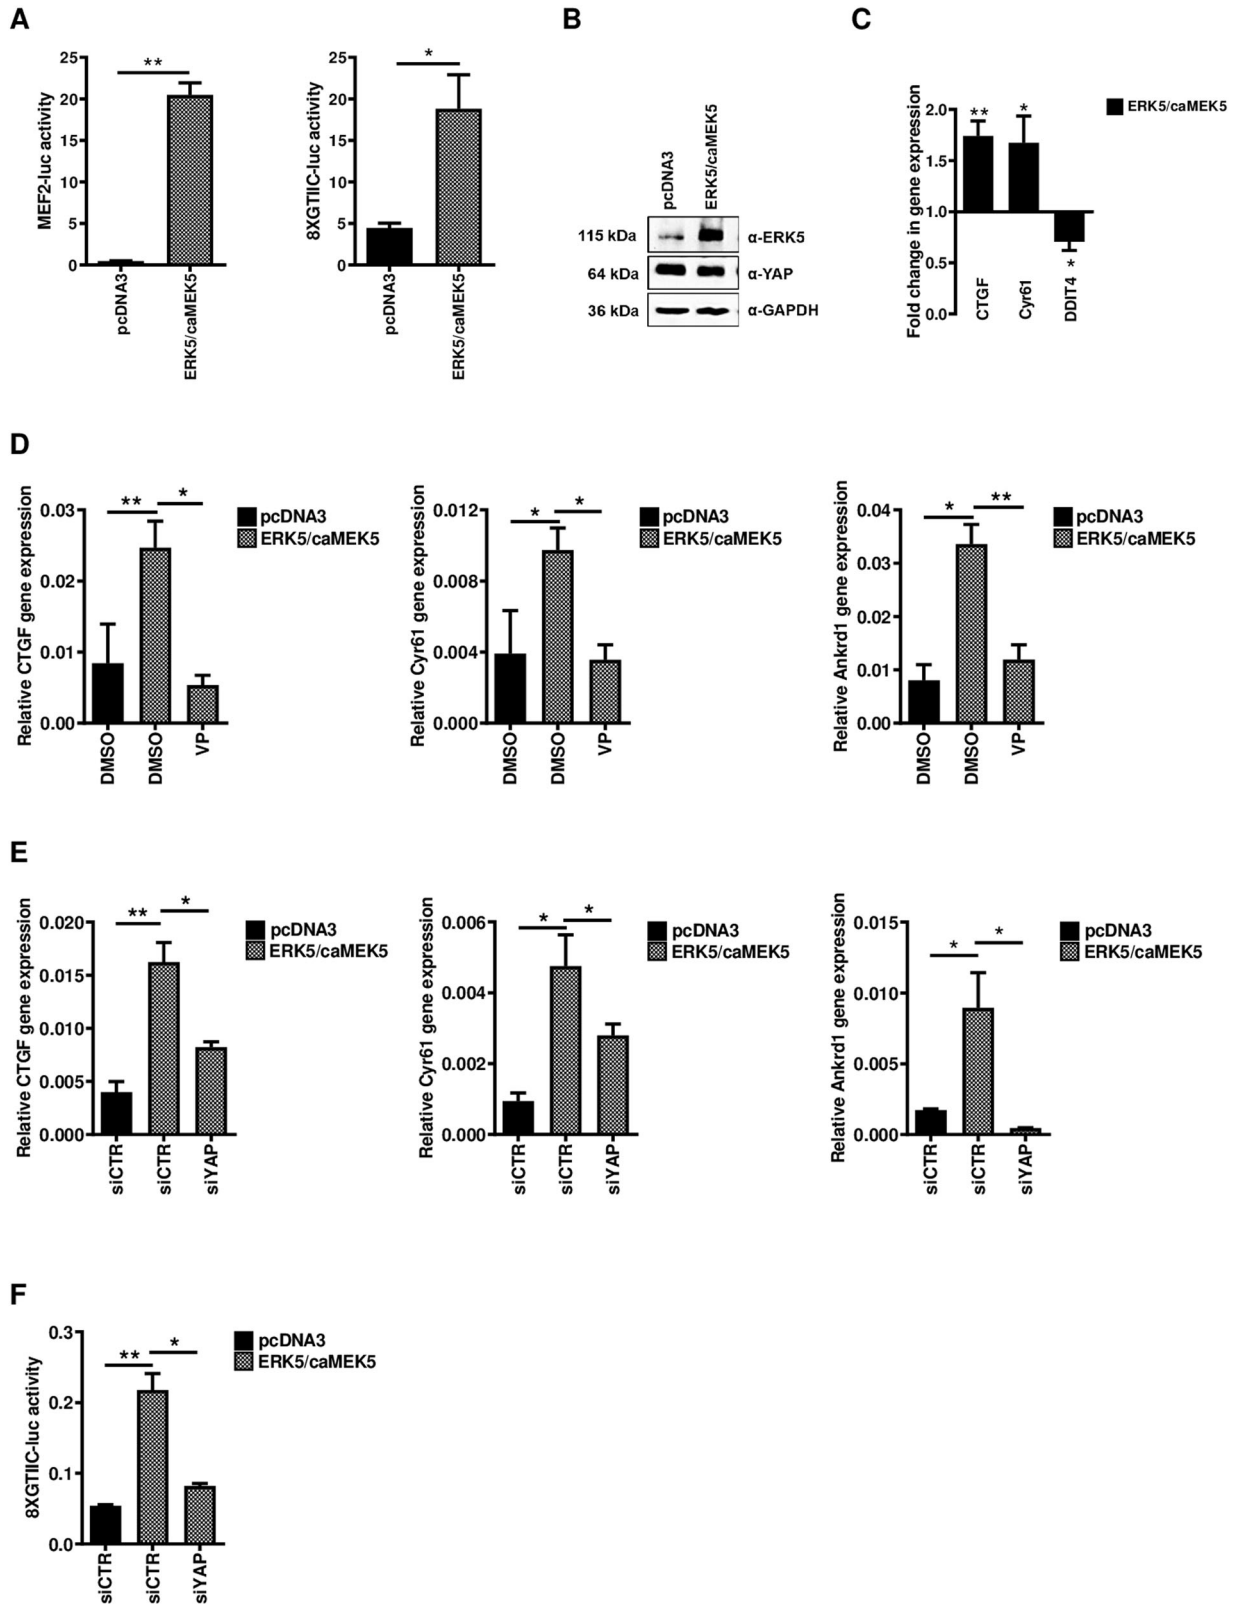 A
MEF2-luc activity
25
20
15
10
5
0
**
pcDNA3
ERK5/caMEK5
8XGTIIC-luc activity
25
20
15
10
5
0
*
pcDNA3
ERK5/caMEK5
B
pcDNA3
ERK5/caMEK5
115 kDa
α-ERK5
64 kDa
α-YAP
36 kDa
α-GAPDH
C
Fold change in gene expression
2.0
1.5
1.0
0.5
0.0
**
*
*
CTGF
Cyr61
DDIT4
ERK5/caMEK5
D
Relative CTGF gene expression
0.03
0.02
0.01
0.00
**
*
DMSO
DMSO
VP
pcDNA3
ERK5/caMEK5
Relative Cyr61 gene expression
0.012
0.008
0.004
0.000
*
*
DMSO
DMSO
VP
pcDNA3
ERK5/caMEK5
Relative Ankrd1 gene expression
0.04
0.03
0.02
0.01
0.00
*
**
DMSO
DMSO
VP
pcDNA3
ERK5/caMEK5
E
Relative CTGF gene expression
0.020
0.015
0.010
0.005
0.000
**
*
siCTR
siCTR
siYAP
pcDNA3
ERK5/caMEK5
Relative Cyr61 gene expression
0.006
0.004
0.002
0.000
*
*
siCTR
siCTR
siYAP
pcDNA3
ERK5/caMEK5
Relative Ankrd1 gene expression
0.015
0.010
0.005
0.000
*
*
siCTR
siCTR
siYAP
pcDNA3
ERK5/caMEK5
F
8XGTIIC-luc activity
0.3
0.2
0.1
0.0
**
*
siCTR
siCTR
siYAP
pcDNA3
ERK5/caMEK5